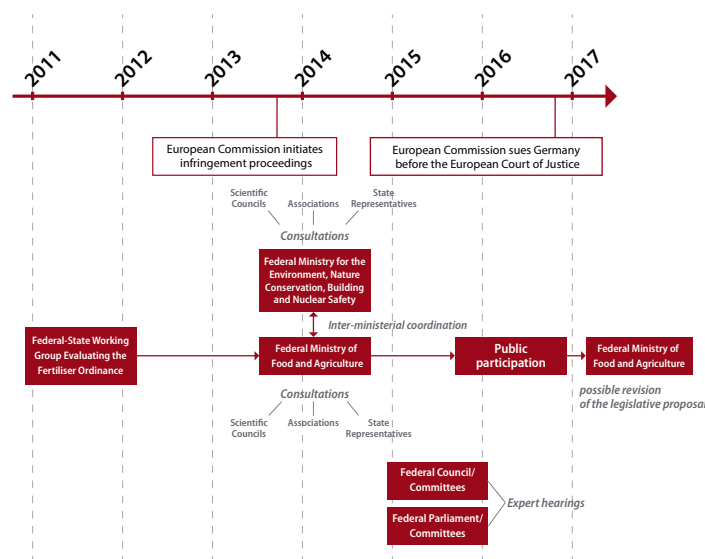 2011
2012
2013
2014
2015
2016
2017
European Commission initiates
infringement proceedings
European Commission sues Germany
before the European Court of Justice
Scientific
Councils
Associations
State
Representatives
Consultations
Federal Ministry for the
Environment, Nature
Conservation, Building
and Nuclear Safety
Inter-ministerial coordination
Federal-State Working
Group Evaluating the
Fertiliser Ordinance
Federal Ministry of
Food and Agriculture
Public
participation
Federal Ministry of
Food and Agriculture
possible revision
of the legislative proposal
Consultations
Scientific
Councils
Associations
State
Representatives
Federal Council/
Committees
Expert hearings
Federal Parliament/
Committees